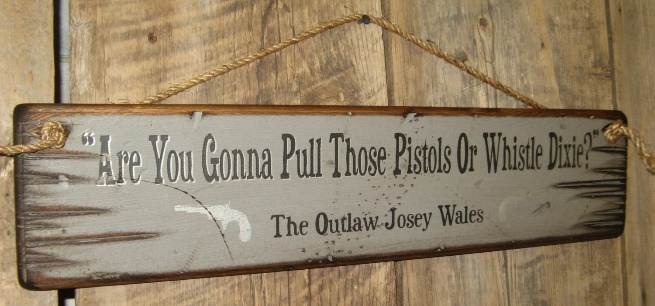 “Are You Gonna Pull Those Pistols Or Whistle Dixie?”
The Outlaw Josey Wales